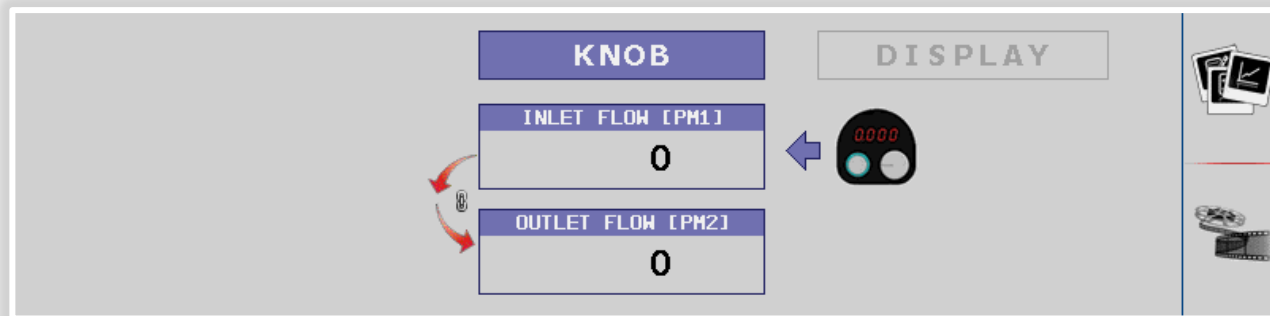 KNOB
DISPLAY
INLET FLOW [PM1]
0
0.000
OUTLET FLOW [PM2]
0